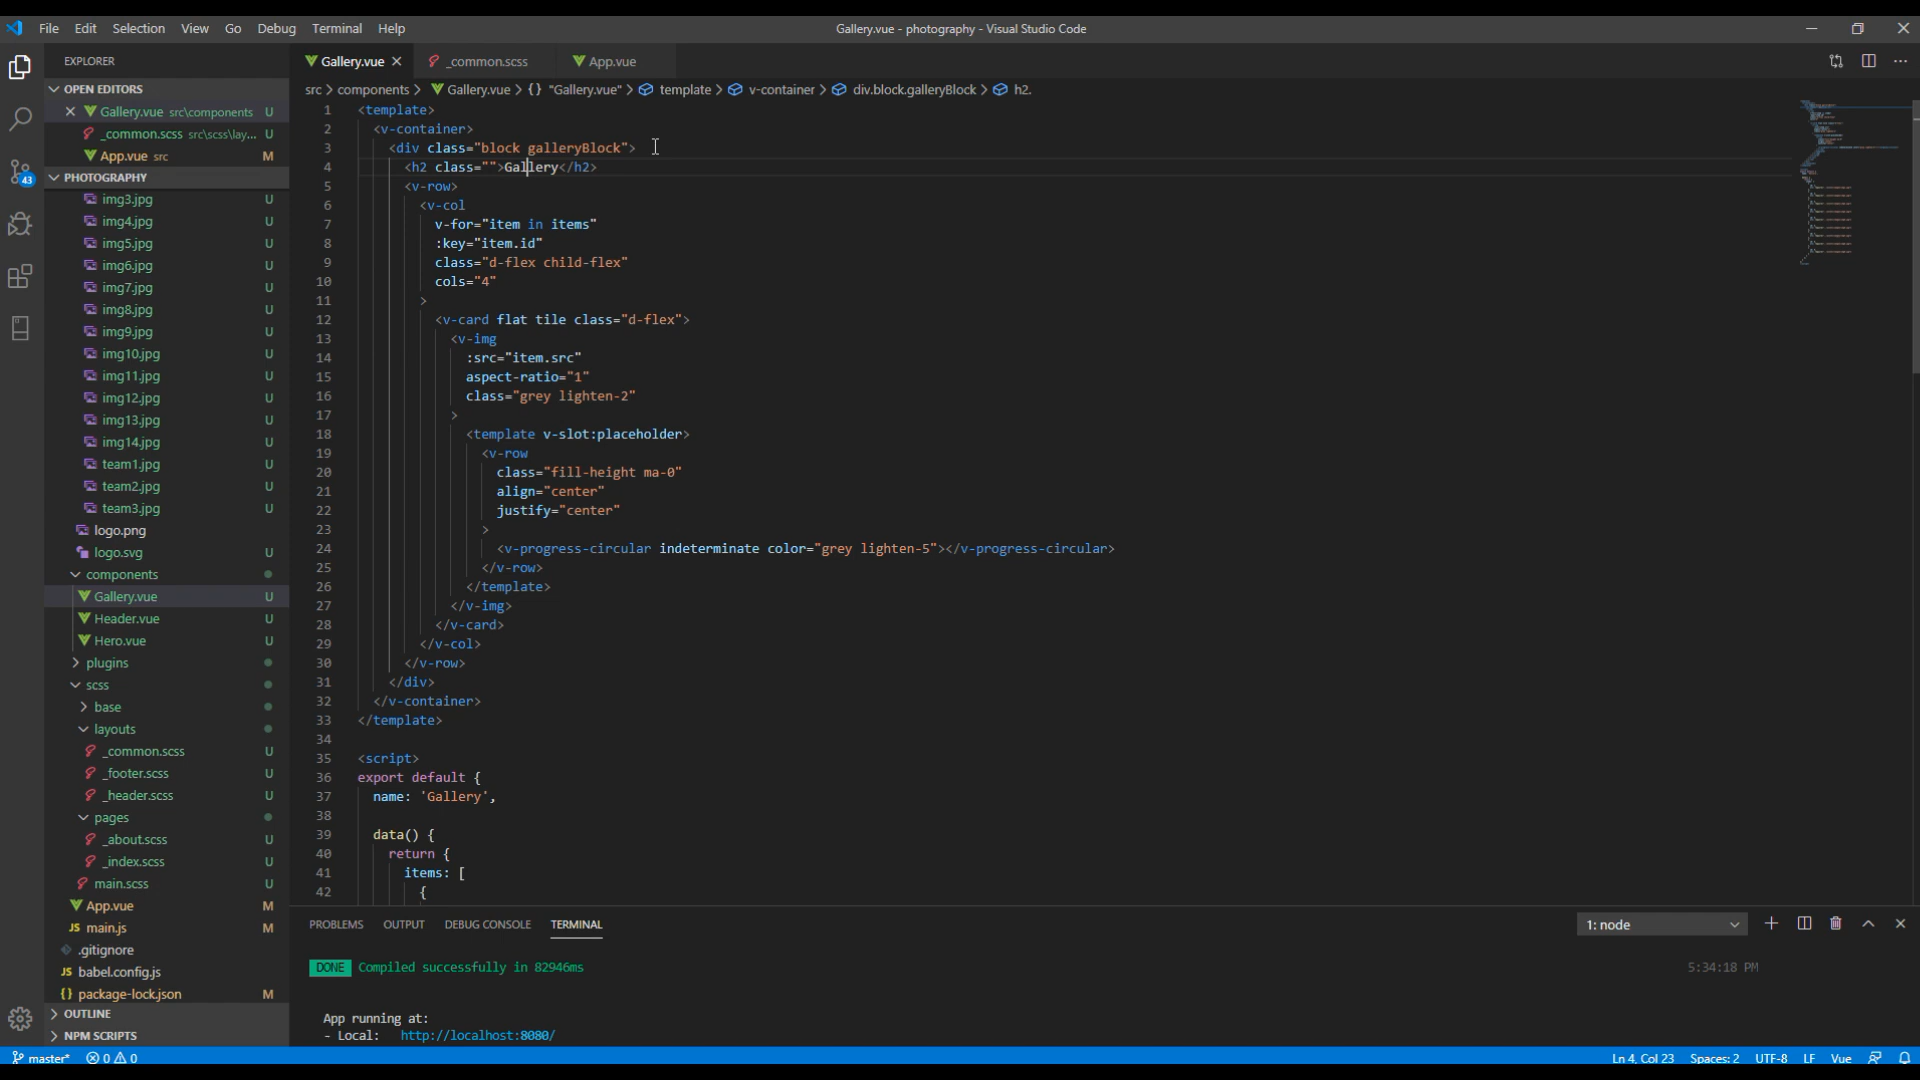 File Edit Selection View Go Debug Terminal Help
Gallery.vue - photography - Visual Studio Code
EXPLORER
OPEN EDITORS
Gallery.vue src\components U
_common.scss src\scss\lay... U
App.vue src M
PHOTOGRAPHY
img3.jpg U
img4.jpg U
img5.jpg U
img6.jpg U
img7.jpg U
img8.jpg U
img9.jpg U
img10.jpg U
img11.jpg U
img12.jpg U
img13.jpg U
img14.jpg U
team1.jpg U
team2.jpg U
team3.jpg U
logo.png
logo.svg U
components
Gallery.vue U
Header.vue U
Hero.vue U
plugins
scss
base
layouts
_common.scss U
_footer.scss U
_header.scss U
pages
_about.scss U
_index.scss U
main.scss U
App.vue M
JS main.js M
.gitignore
JS babel.config.js
{} package-lock.json M
OUTLINE
NPM SCRIPTS
43
Gallery.vue _common.scss App.vue
src > components > Gallery.vue > {} "Gallery.vue" > template > v-container > div.block.galleryBlock > h2.
1 <template>
2 <v-container>
3 <div class="block galleryBlock">
4 <h2 class="">Gallery</h2>
5 <v-row>
6 <v-col
7 v-for="item in items"
8 :key="item.id"
9 class="d-flex child-flex"
10 cols="4"
11 >
12 <v-card flat tile class="d-flex">
13 <v-img
14 :src="item.src"
15 aspect-ratio="1"
16 class="grey lighten-2"
17 >
18 <template v-slot:placeholder>
19 <v-row
20 class="fill-height ma-0"
21 align="center"
22 justify="center"
23 >
24 <v-progress-circular indeterminate color="grey lighten-5"></v-progress-circular>
25 </v-row>
26 </template>
27 </v-img>
28 </v-card>
29 </v-col>
30 </v-row>
31 </div>
32 </v-container>
33 </template>
34
35 <script>
36 export default {
37 name: 'Gallery',
38
39 data() {
40 return {
41 items: [
42 {
PROBLEMS OUTPUT DEBUG CONSOLE TERMINAL
1: node
DONE Compiled successfully in 82946ms 5:34:18 PM
App running at:
- Local: http://localhost:8080/
master* 0 0
Ln 4, Col 23 Spaces: 2 UTF-8 LF Vue